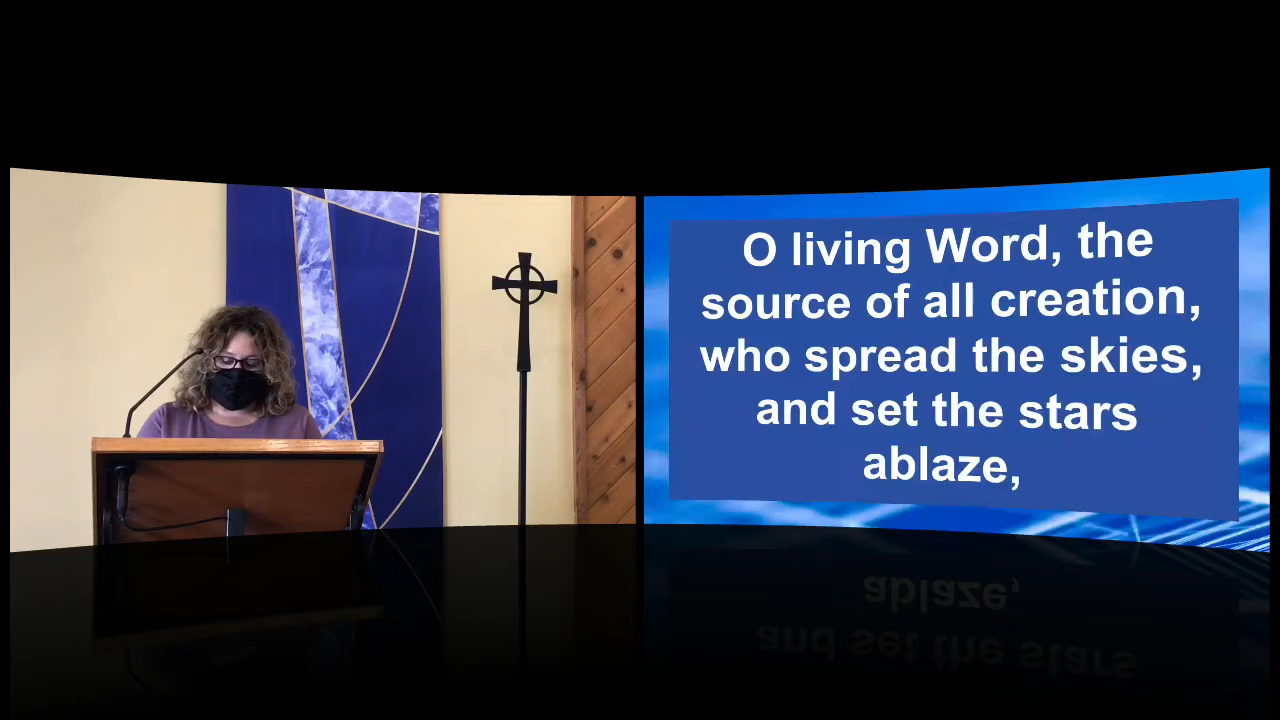 O living Word, the
source of all creation,
who spread the skies,
and set the stars
ablaze,